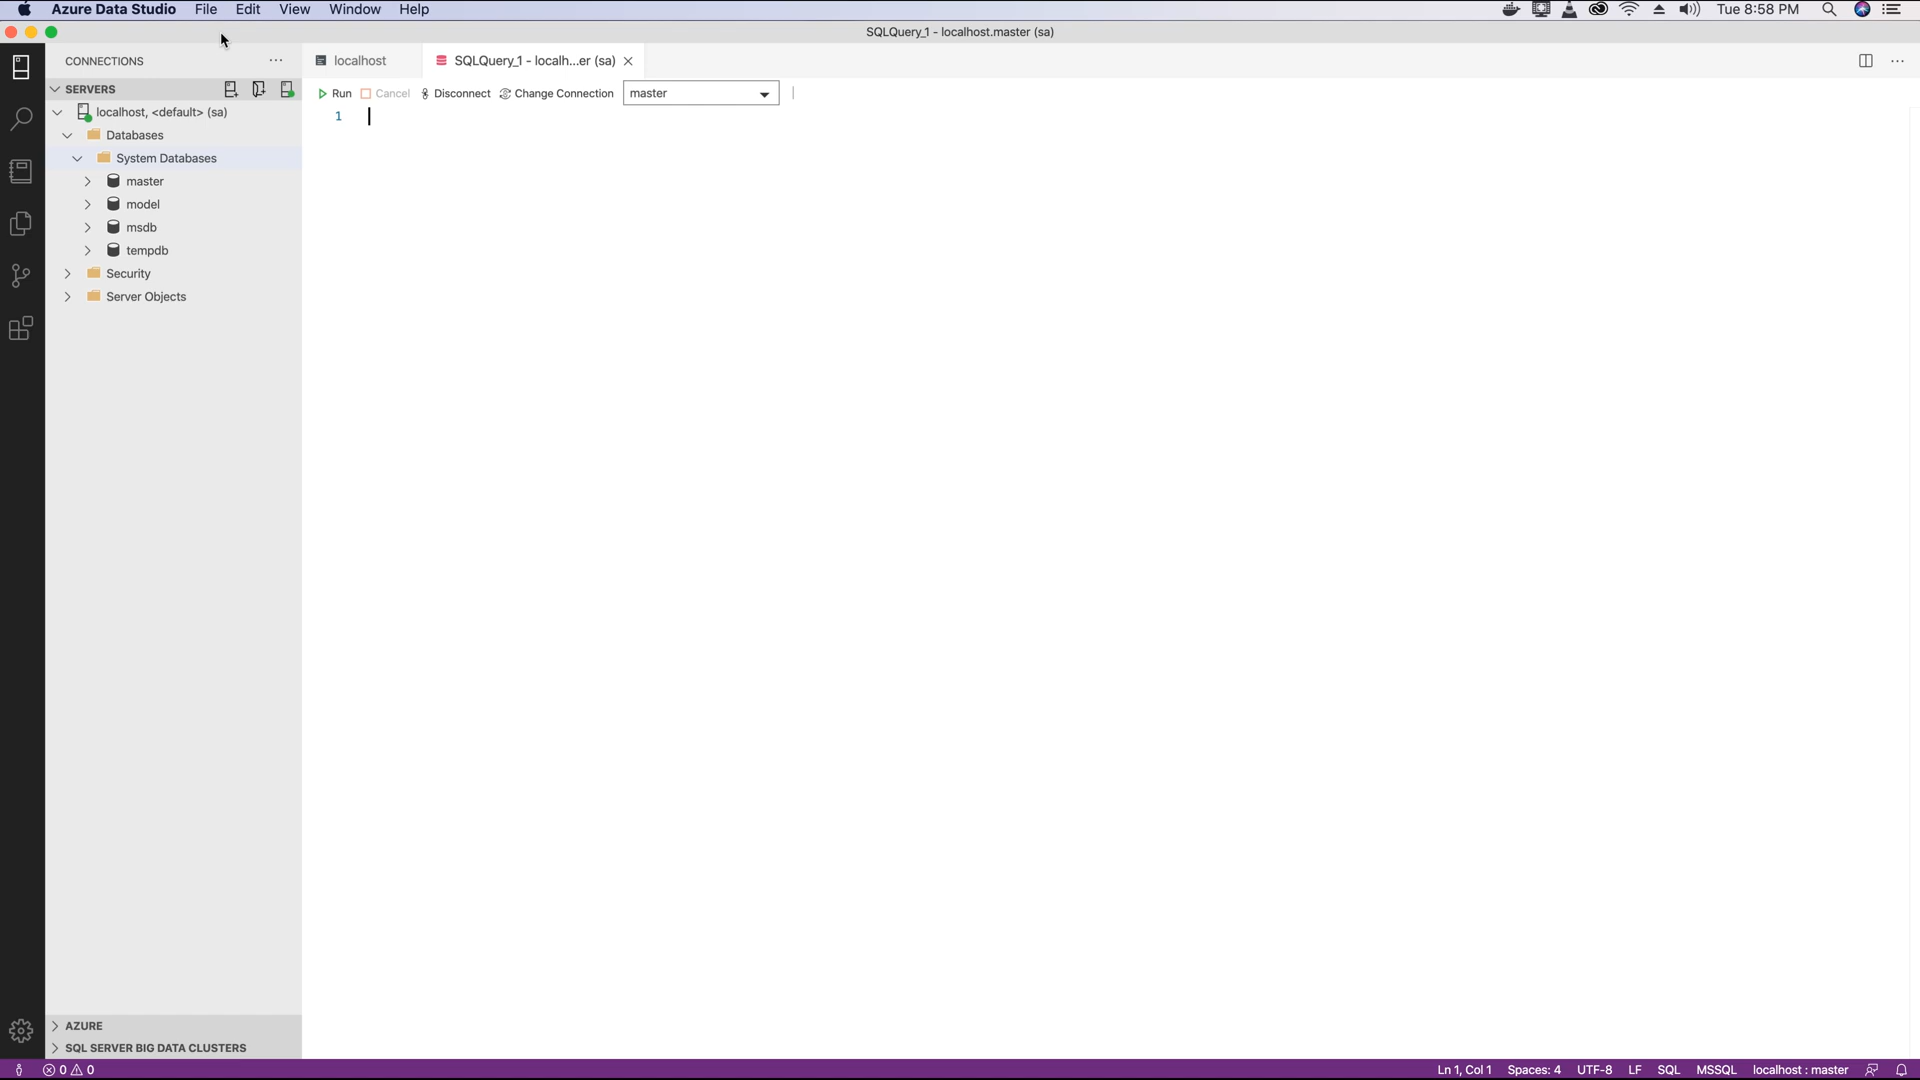 Azure Data Studio File Edit View Window Help Tue 8:58 PM
SQLQuery_1 - localhost.master (sa)
CONNECTIONS
localhost SQLQuery_1 - localh...er (sa)
SERVERS
Run Cancel Disconnect Change Connection master
1
localhost, <default> (sa)
Databases
System Databases
master
model
msdb
tempdb
Security
Server Objects
AZURE
SQL SERVER BIG DATA CLUSTERS
0 0 Ln 1, Col 1 Spaces: 4 UTF-8 LF SQL MSSQL localhost : master